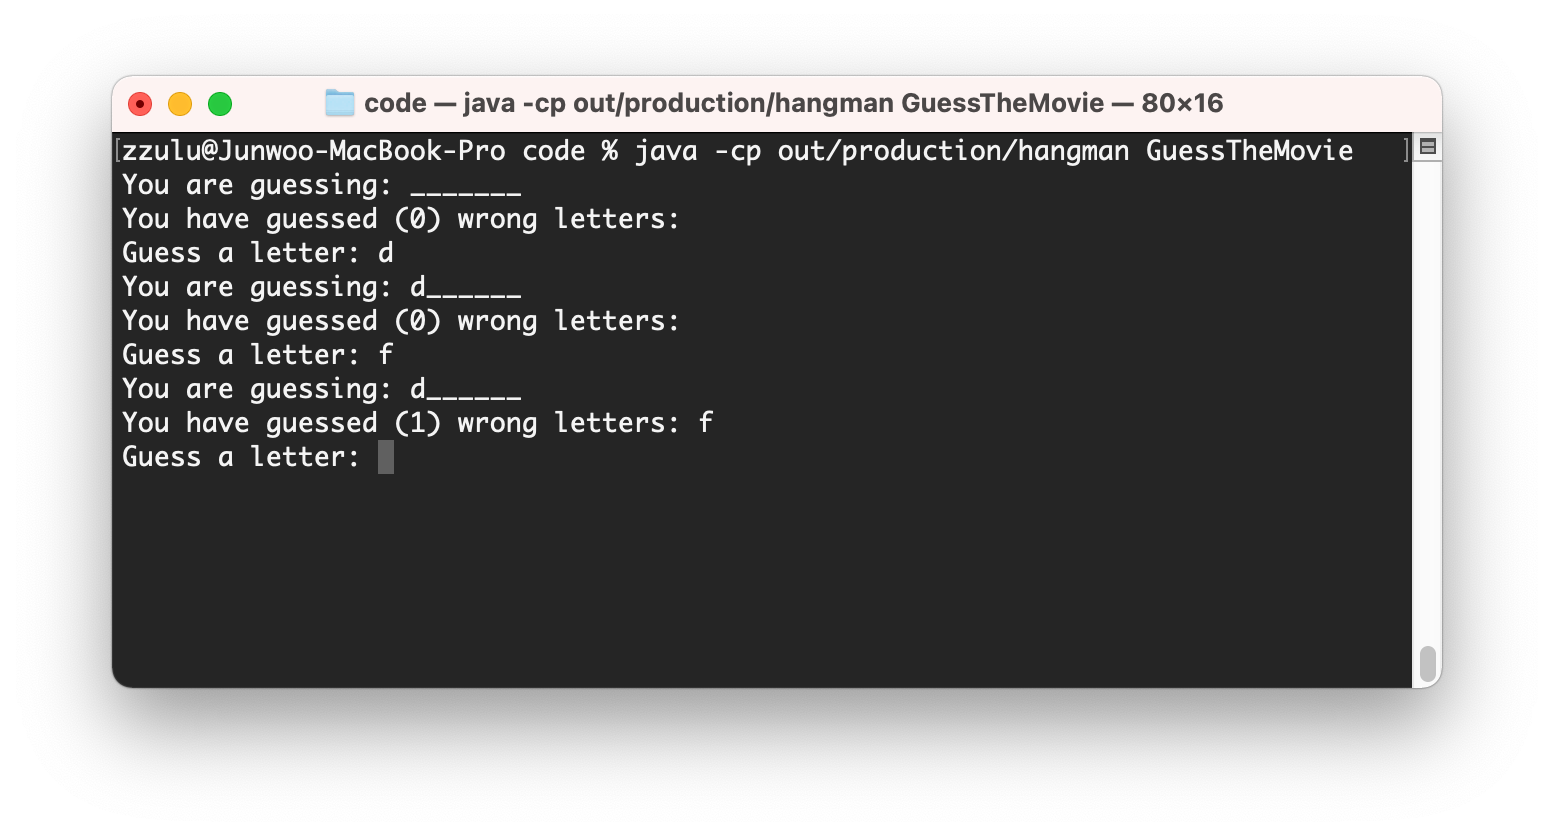 code — java -cp out/production/hangman GuessTheMovie — 80×16
[zzulu@Junwoo-MacBook-Pro code % java -cp out/production/hangman GuessTheMovie ]
You are guessing: _______
You have guessed (0) wrong letters:
Guess a letter: d
You are guessing: d______
You have guessed (0) wrong letters:
Guess a letter: f
You are guessing: d______
You have guessed (1) wrong letters: f
Guess a letter: